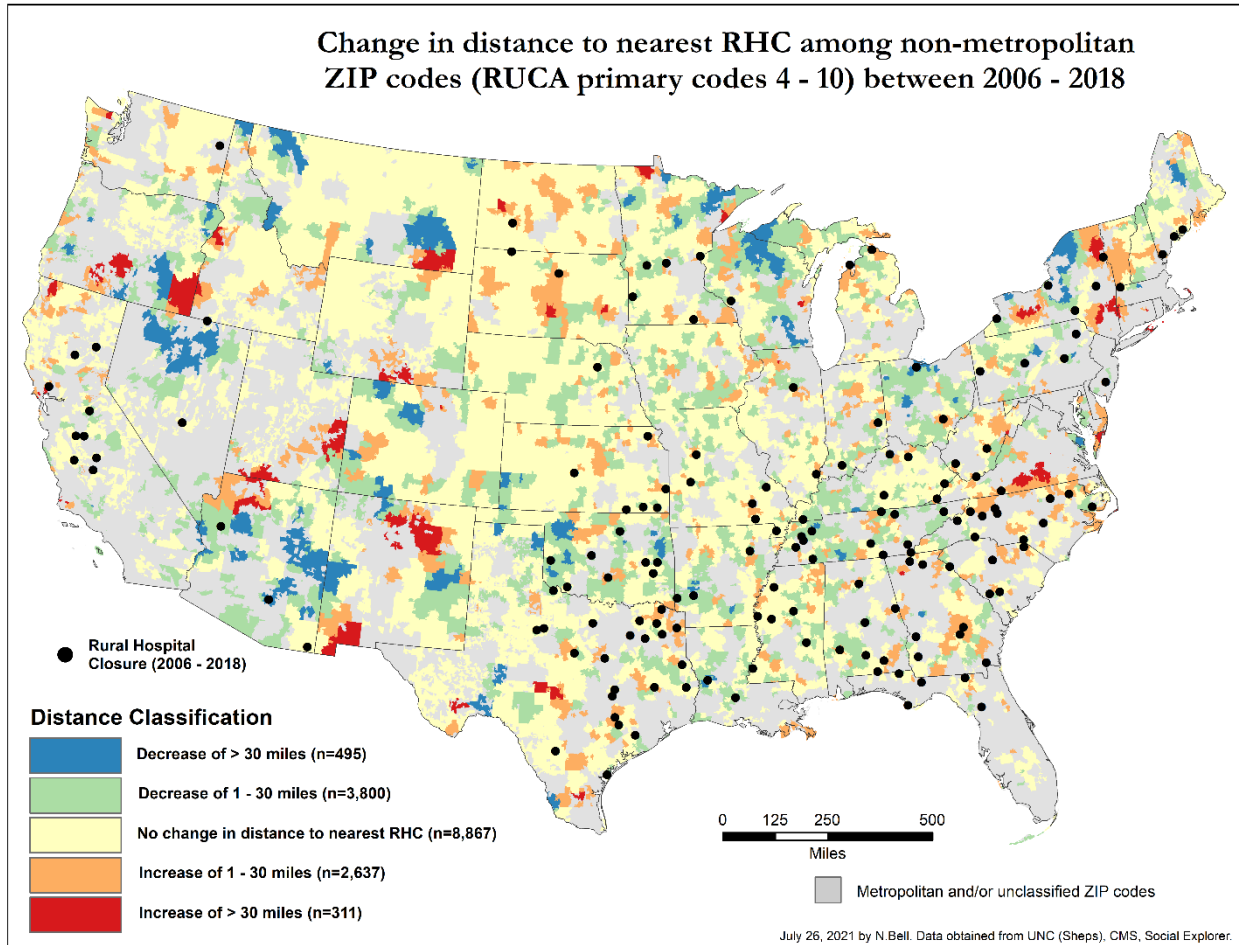 Change in distance to nearest RHC among non-metropolitan
ZIP codes (RUCA primary codes 4 - 10) between 2006 - 2018
Rural Hospital
Closure (2006 - 2018)
Distance Classification
Decrease of > 30 miles (n=495)
Decrease of 1 - 30 miles (n=3,800)
No change in distance to nearest RHC (n=8,867)
Increase of 1 - 30 miles (n=2,637)
Increase of > 30 miles (n=311)
0 125 250 500
Miles
Metropolitan and/or unclassified ZIP codes
July 26, 2021 by N.Bell. Data obtained from UNC (Sheps), CMS, Social Explorer.